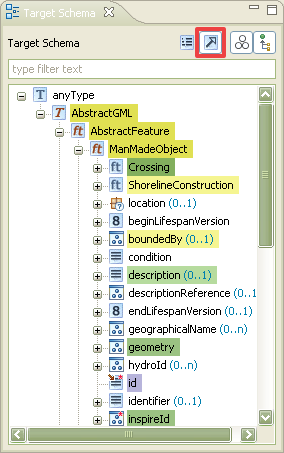 Target Schema
Target Schema
type filter text
T anyType
T AbstractGML
ft AbstractFeature
ft ManMadeObject
ft Crossing
ft ShorelineConstruction
location (0..1)
8 beginLifespanVersion
boundedBy (0..1)
condition
description (0..1)
descriptionReference (0..1)
8 endLifespanVersion (0..1)
geographicalName (0..n)
geometry
hydroId (0..n)
id
identifier (0..1)
inspireId